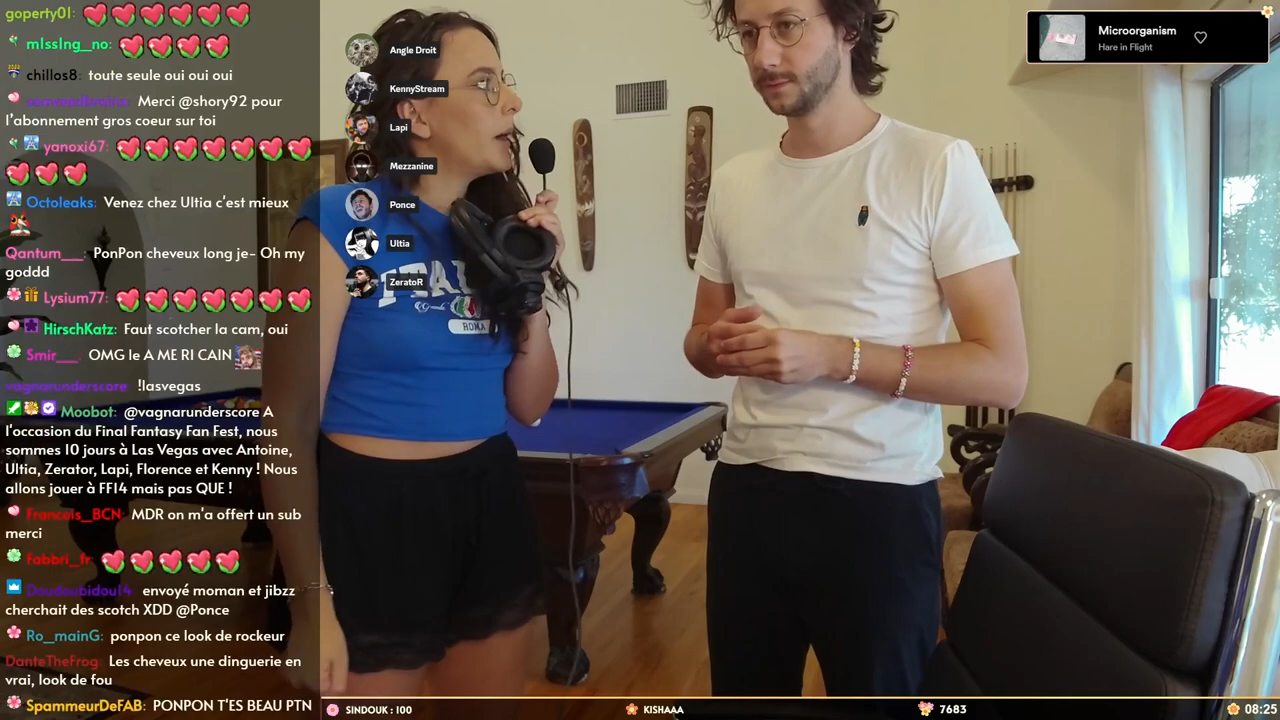 goperty01:
mIssIng_no:
chillos8: toute seule oui oui oui
Merci @shory92 pour
l'abonnement gros coeur sur toi
yanoxi67:
Octoleaks: Venez chez Ultia c'est mieux
Qantum___: PonPon cheveux long je- Oh my
goddd
Lysium77:
HirschKatz: Faut scotcher la cam, oui
Smir___: OMG le A ME RI CAIN
vagnarunderscore: !lasvegas
Moobot: @vagnarunderscore A
l'occasion du Final Fantasy Fan Fest, nous
sommes 10 jours à Las Vegas avec Antoine,
Ultia, Zerator, Lapi, Florence et Kenny ! Nous
allons jouer à FF14 mais pas QUE !
Francois_BCN: MDR on m'a offert un sub
merci
Fabbri_fr:
Doudoubidou14: envoyé moman et jibzz
cherchait des scotch XDD @Ponce
Ro_mainG: ponpon ce look de rockeur
DanteTheFrog: Les cheveux une dinguerie en
vrai, look de fou
SpammeurDeFAB: PONPON T'ES BEAU PTN
Angle Droit
KennyStream
Lapi
Mezzanine
Ponce
Ultia
ZeratoR
ROMA
Microorganism
Hare in Flight
SINDOUK : 100
KISHAAA
7683
08:25